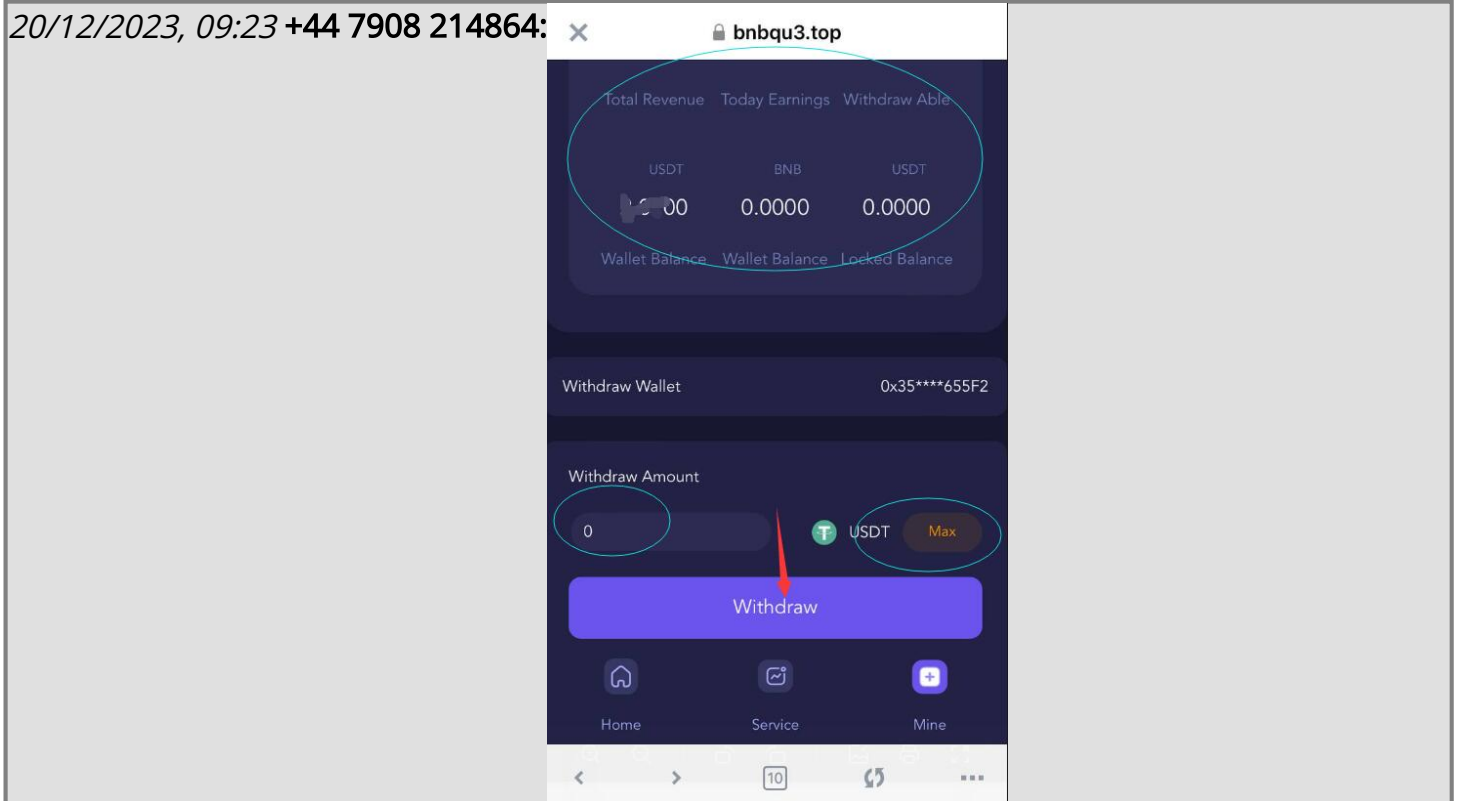 20/12/2023, 09:23 +44 7908 214864:
bnbqu3.top
Total Revenue Today Earnings Withdraw Able
USDT BNB USDT
00 0.0000 0.0000
Wallet Balance Wallet Balance Locked Balance
Withdraw Wallet 0x35****655F2
Withdraw Amount
0 USDT Max
Withdraw
Home Service Mine
10